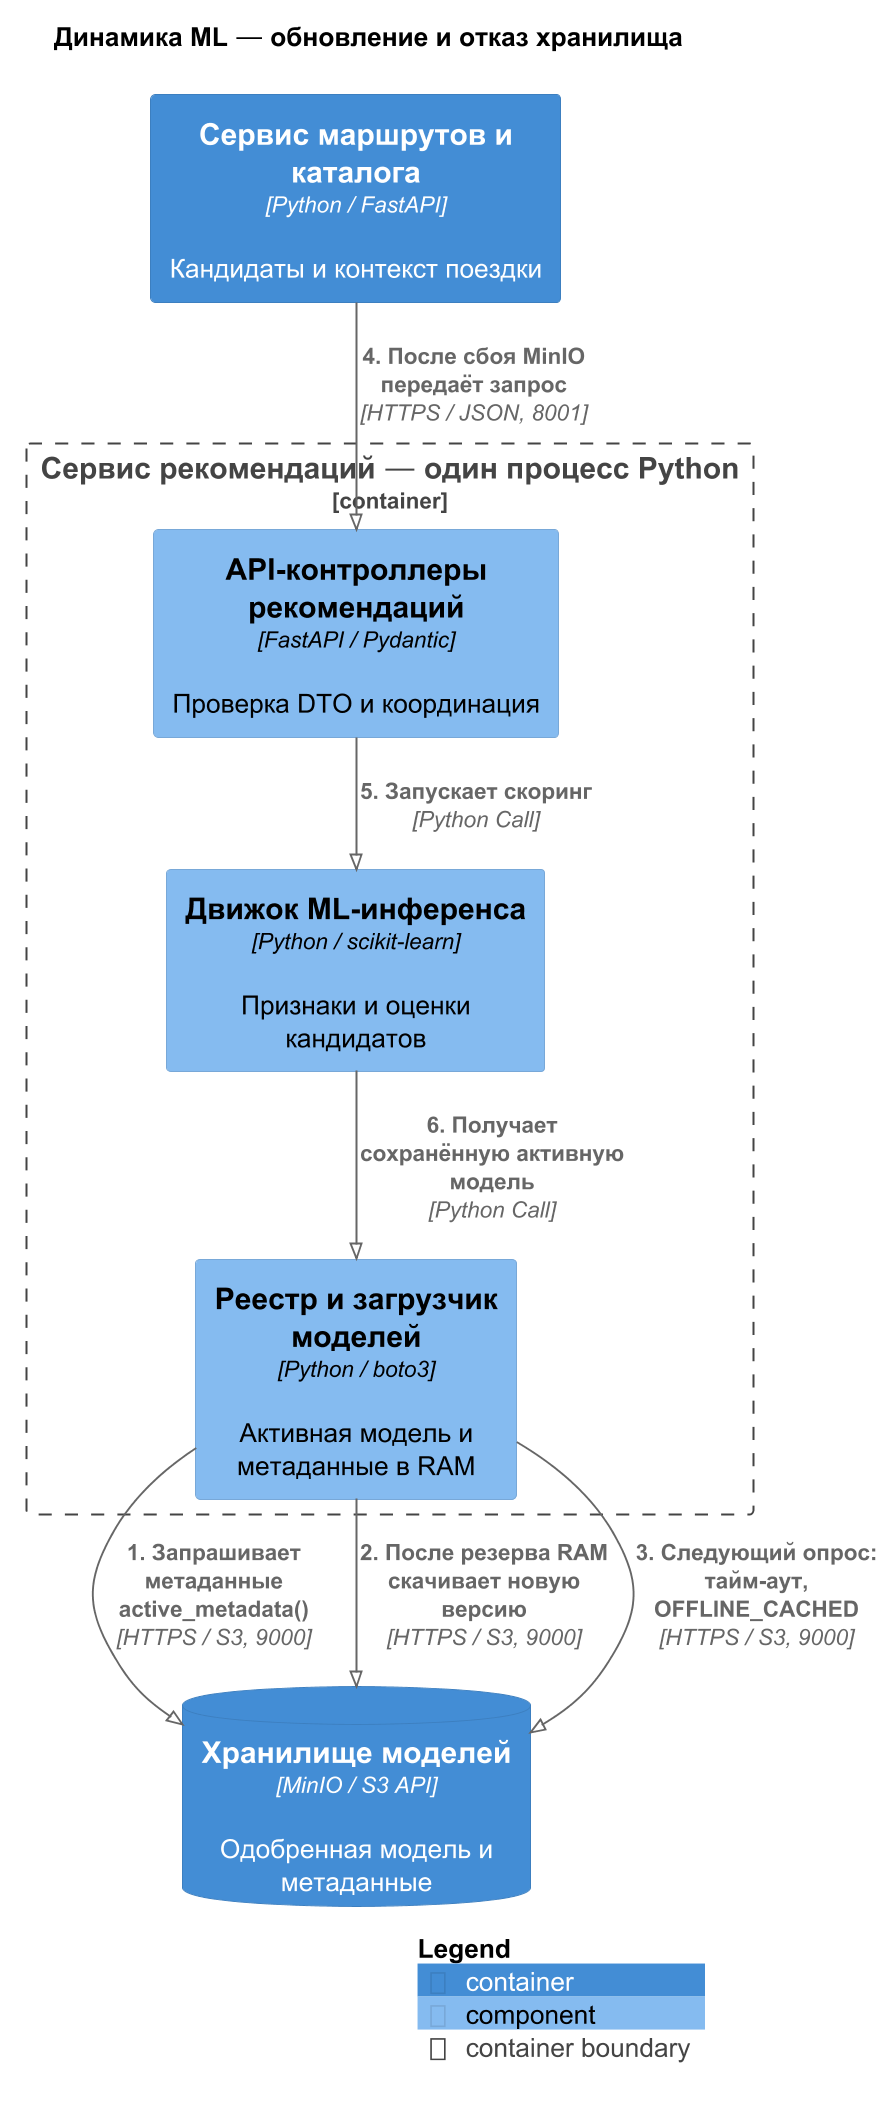 Динамика ML — обновление и отказ хранилища
Сервис маршрутов и
каталога
[Python / FastAPI]
Кандидаты и контекст поездки
4. После сбоя MinIO
передаёт запрос
[HTTPS / JSON, 8001]
Сервис рекомендаций — один процесс Python
[container]
API-контроллеры
рекомендаций
[FastAPI / Pydantic]
Проверка DTO и координация
5. Запускает скоринг
[Python Call]
Движок ML-инференса
[Python / scikit-learn]
Признаки и оценки
кандидатов
6. Получает
сохранённую активную
модель
[Python Call]
Реестр и загрузчик
моделей
[Python / boto3]
Активная модель и
метаданные в RAM
1. Запрашивает
метаданные
active_metadata()
[HTTPS / S3, 9000]
2. После резерва RAM
скачивает новую
версию
[HTTPS / S3, 9000]
3. Следующий опрос:
тайм-аут,
OFFLINE_CACHED
[HTTPS / S3, 9000]
Хранилище моделей
[MinIO / S3 API]
Одобренная модель и
метаданные
Legend
container
component
container boundary